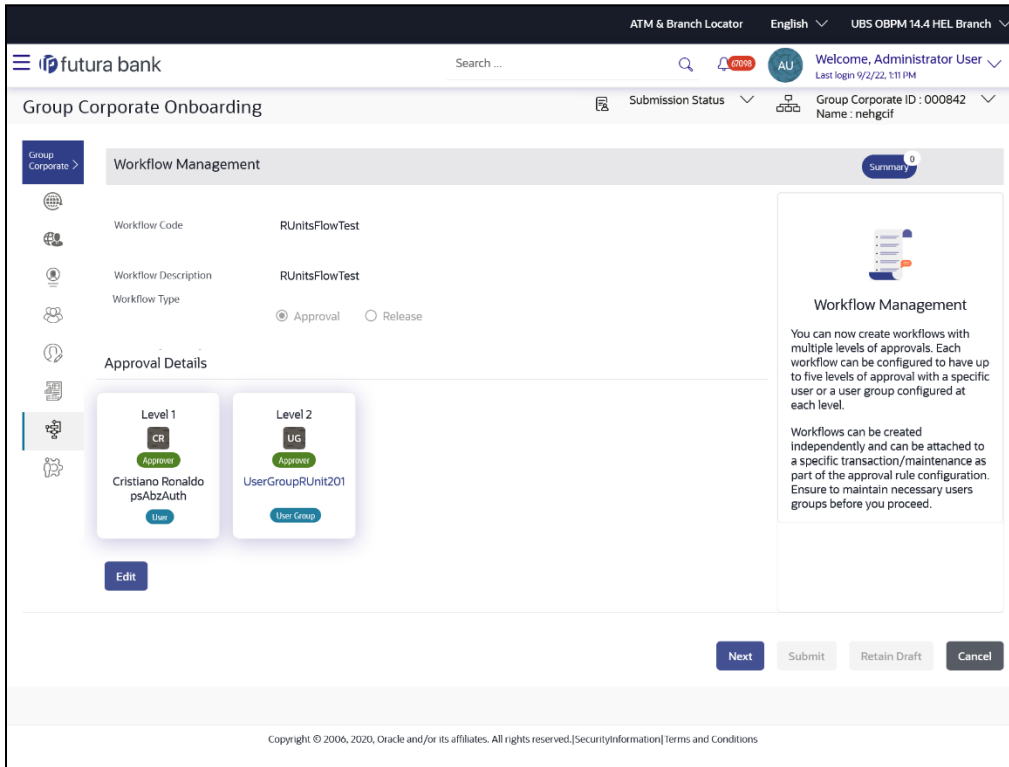 ATM & Branch Locator English UBS OBPM 14.4 HEL Branch
futura bank Search ... 67098 AU Welcome, Administrator User
Last login 9/2/22, 1:11 PM
Group Corporate Onboarding Submission Status Group Corporate ID : 000842
Name : nehgcif
Group
Corporate >
Workflow Management
Summary 0
Workflow Code RUnitsFlowTest
Workflow Description RUnitsFlowTest
Workflow Type
Approval Release
Approval Details
Level 1
CR
Approver
Cristiano Ronaldo
psAbzAuth
User
Level 2
UG
Approver
UserGroupRUnit201
User Group
Edit
Workflow Management
You can now create workflows with
multiple levels of approvals. Each
workflow can be configured to have up
to five levels of approval with a specific
user or a user group configured at
each level.
Workflows can be created
independently and can be attached to
a specific transaction/maintenance as
part of the approval rule configuration.
Ensure to maintain necessary users
groups before you proceed.
Next Submit Retain Draft Cancel
Copyright © 2006, 2020, Oracle and/or its affiliates. All rights reserved.|SecurityInformation|Terms and Conditions